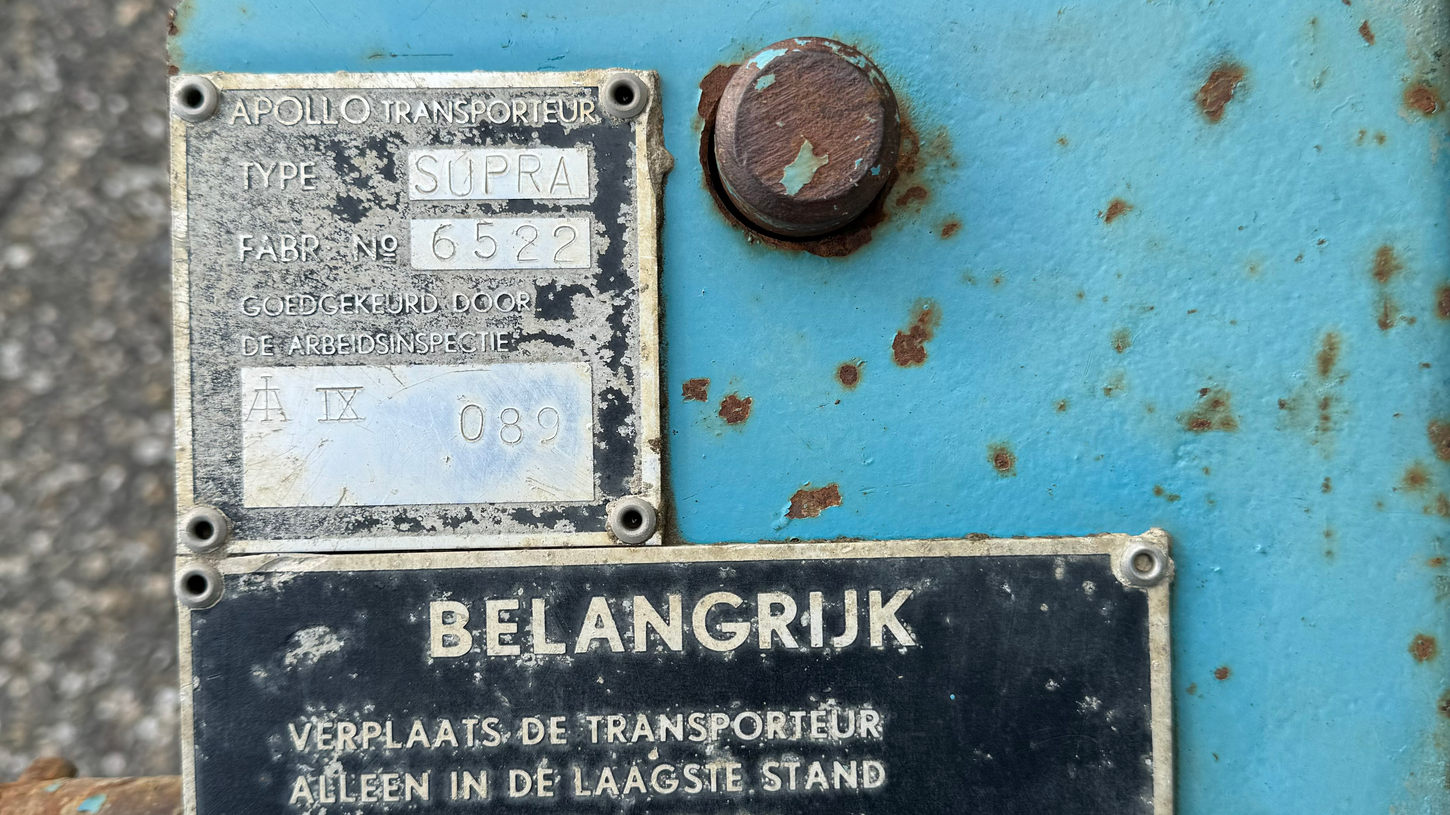 APOLLO TRANSPORTEUR
TYPE SUPRA
FABR Nº 6522
GOEDGEKEURD DOOR
DE ARBEIDSINSPECTIE
IX 089
BELANGRIJK
VERPLAATS DE TRANSPORTEUR
ALLEEN IN DE LAAGSTE STAND